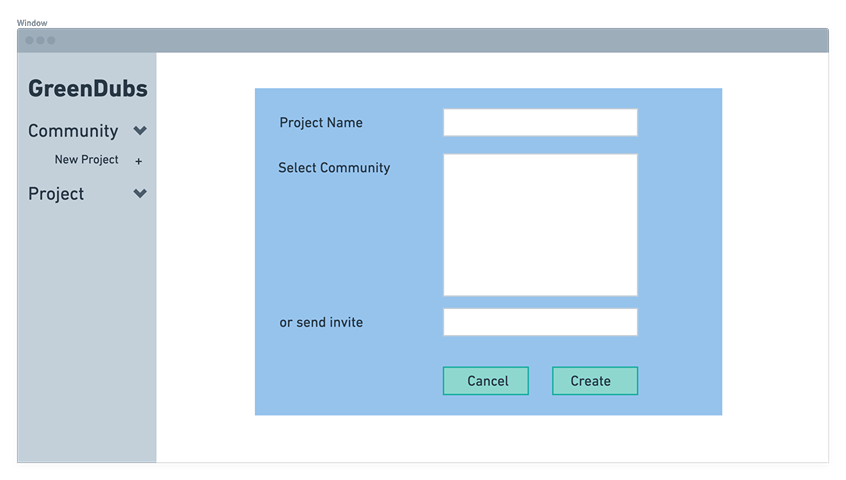 Window
GreenDubs
Community
New Project +
Project
Project Name
Select Community
or send invite
Cancel
Create